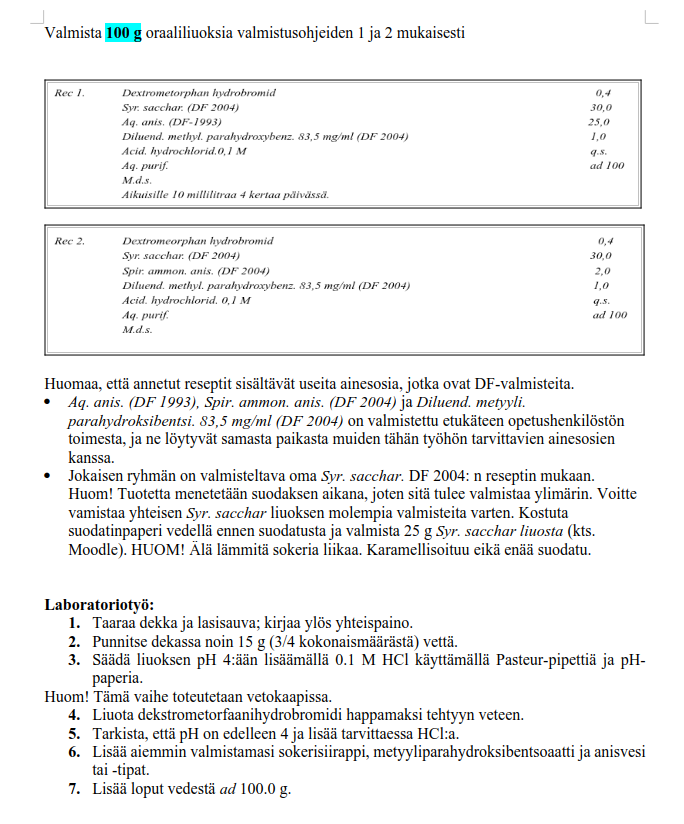 Valmista 100 g oraaliliuoksia valmistusohjeiden 1 ja 2 mukaisesti
Rec 1. Dextrometorphan hydrobromid 0,4
Syr. sacchar. (DF 2004) 30,0
Aq. anis. (DF-1993) 25,0
Diluend. methyl. parahydroxybenz. 83,5 mg/ml (DF 2004) 1,0
Acid. hydrochlorid.0,1 M q.s.
Aq. purif. ad 100
M.d.s.
Aikuisille 10 millilitraa 4 kertaa päivässä.
Rec 2. Dextromeorphan hydrobromid 0,4
Syr. sacchar. (DF 2004) 30,0
Spir. ammon. anis. (DF 2004) 2,0
Diluend. methyl. parahydroxybenz. 83,5 mg/ml (DF 2004) 1,0
Acid. hydrochlorid. 0,1 M q.s.
Aq. purif. ad 100
M.d.s.
Huomaa, että annetut reseptit sisältävät useita ainesosia, jotka ovat DF-valmisteita.
• Aq. anis. (DF 1993), Spir. ammon. anis. (DF 2004) ja Diluend. metyyli.
parahydroksibentsi. 83,5 mg/ml (DF 2004) on valmistettu etukäteen opetushenkilöstön
toimesta, ja ne löytyvät samasta paikasta muiden tähän työhön tarvittavien ainesosien
kanssa.
• Jokaisen ryhmän on valmisteltava oma Syr. sacchar. DF 2004: n reseptin mukaan.
Huom! Tuotetta menetetään suodaksen aikana, joten sitä tulee valmistaa ylimärin. Voitte
vamistaa yhteisen Syr. sacchar liuoksen molempia valmisteita varten. Kostuta
suodatinpaperi vedellä ennen suodatusta ja valmista 25 g Syr. sacchar liuosta (kts.
Moodle). HUOM! Älä lämmitä sokeria liikaa. Karamellisoituu eikä enää suodatu.
Laboratoriotyö:
1. Taaraa dekka ja lasisauva; kirjaa ylös yhteispaino.
2. Punnitse dekassa noin 15 g (3/4 kokonaismäärästä) vettä.
3. Säädä liuoksen pH 4:ään lisäämällä 0.1 M HCl käyttämällä Pasteur-pipettiä ja pH-
paperia.
Huom! Tämä vaihe toteutetaan vetokaapissa.
4. Liuota dekstrometorfaanihydrobromidi happamaksi tehtyyn veteen.
5. Tarkista, että pH on edelleen 4 ja lisää tarvittaessa HCl:a.
6. Lisää aiemmin valmistamasi sokerisiirappi, metyyliparahydroksibentsoaatti ja anisvesi
tai -tipat.
7. Lisää loput vedestä ad 100.0 g.